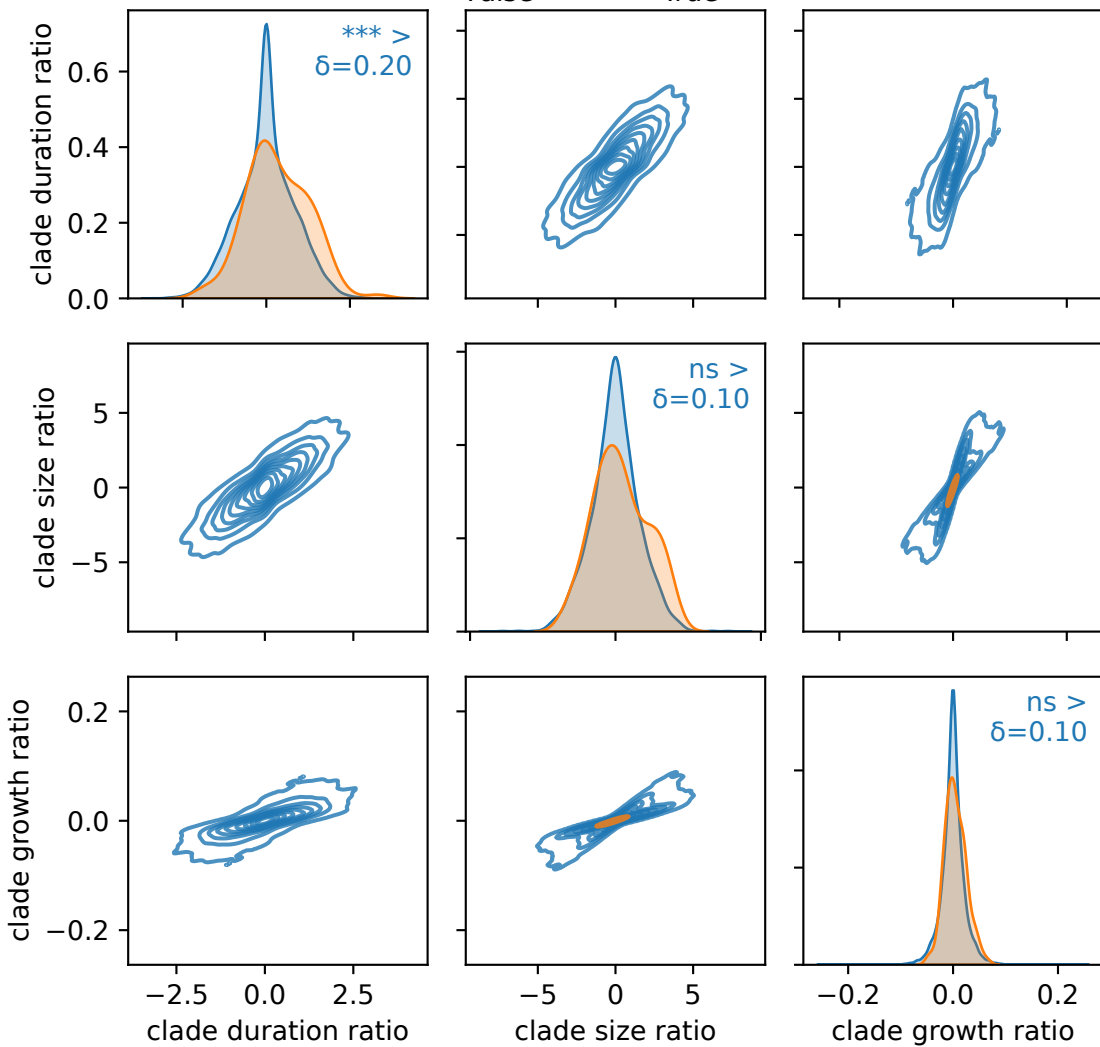 clade duration ratio
0.6
0.4
0.2
0.0
*** >
δ=0.20
−2.5 0.0 2.5
−5 0 5
−0.2 0.0 0.2
clade size ratio
5
0
−5
ns >
δ=0.10
clade growth ratio
0.2
0.0
−0.2
ns >
δ=0.10
clade duration ratio
clade size ratio
clade growth ratio